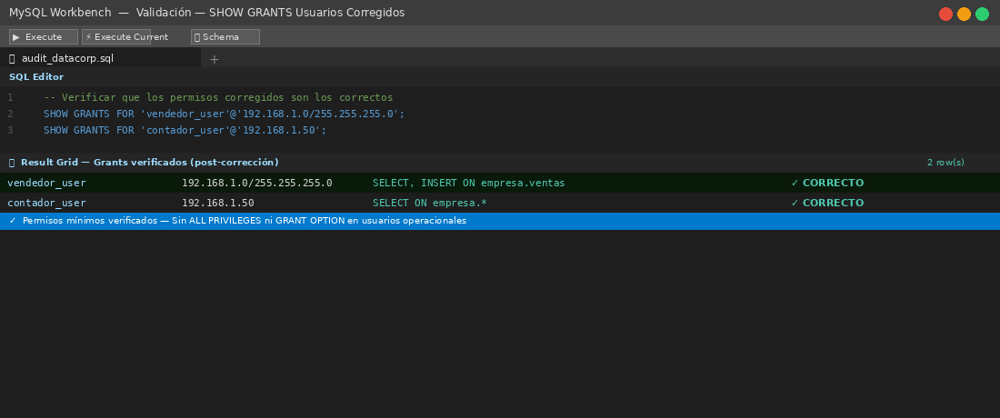 MySQL Workbench — Validación — SHOW GRANTS Usuarios Corregidos
▶ Execute ⚡ Execute Current Schema
audit_datacorp.sql +
SQL Editor
1 -- Verificar que los permisos corregidos son los correctos
2 SHOW GRANTS FOR 'vendedor_user'@'192.168.1.0/255.255.255.0';
3 SHOW GRANTS FOR 'contador_user'@'192.168.1.50';
Result Grid — Grants verificados (post-corrección) 2 row(s)
vendedor_user 192.168.1.0/255.255.255.0 SELECT, INSERT ON empresa.ventas ✓ CORRECTO
contador_user 192.168.1.50 SELECT ON empresa.* ✓ CORRECTO
✓ Permisos mínimos verificados — Sin ALL PRIVILEGES ni GRANT OPTION en usuarios operacionales